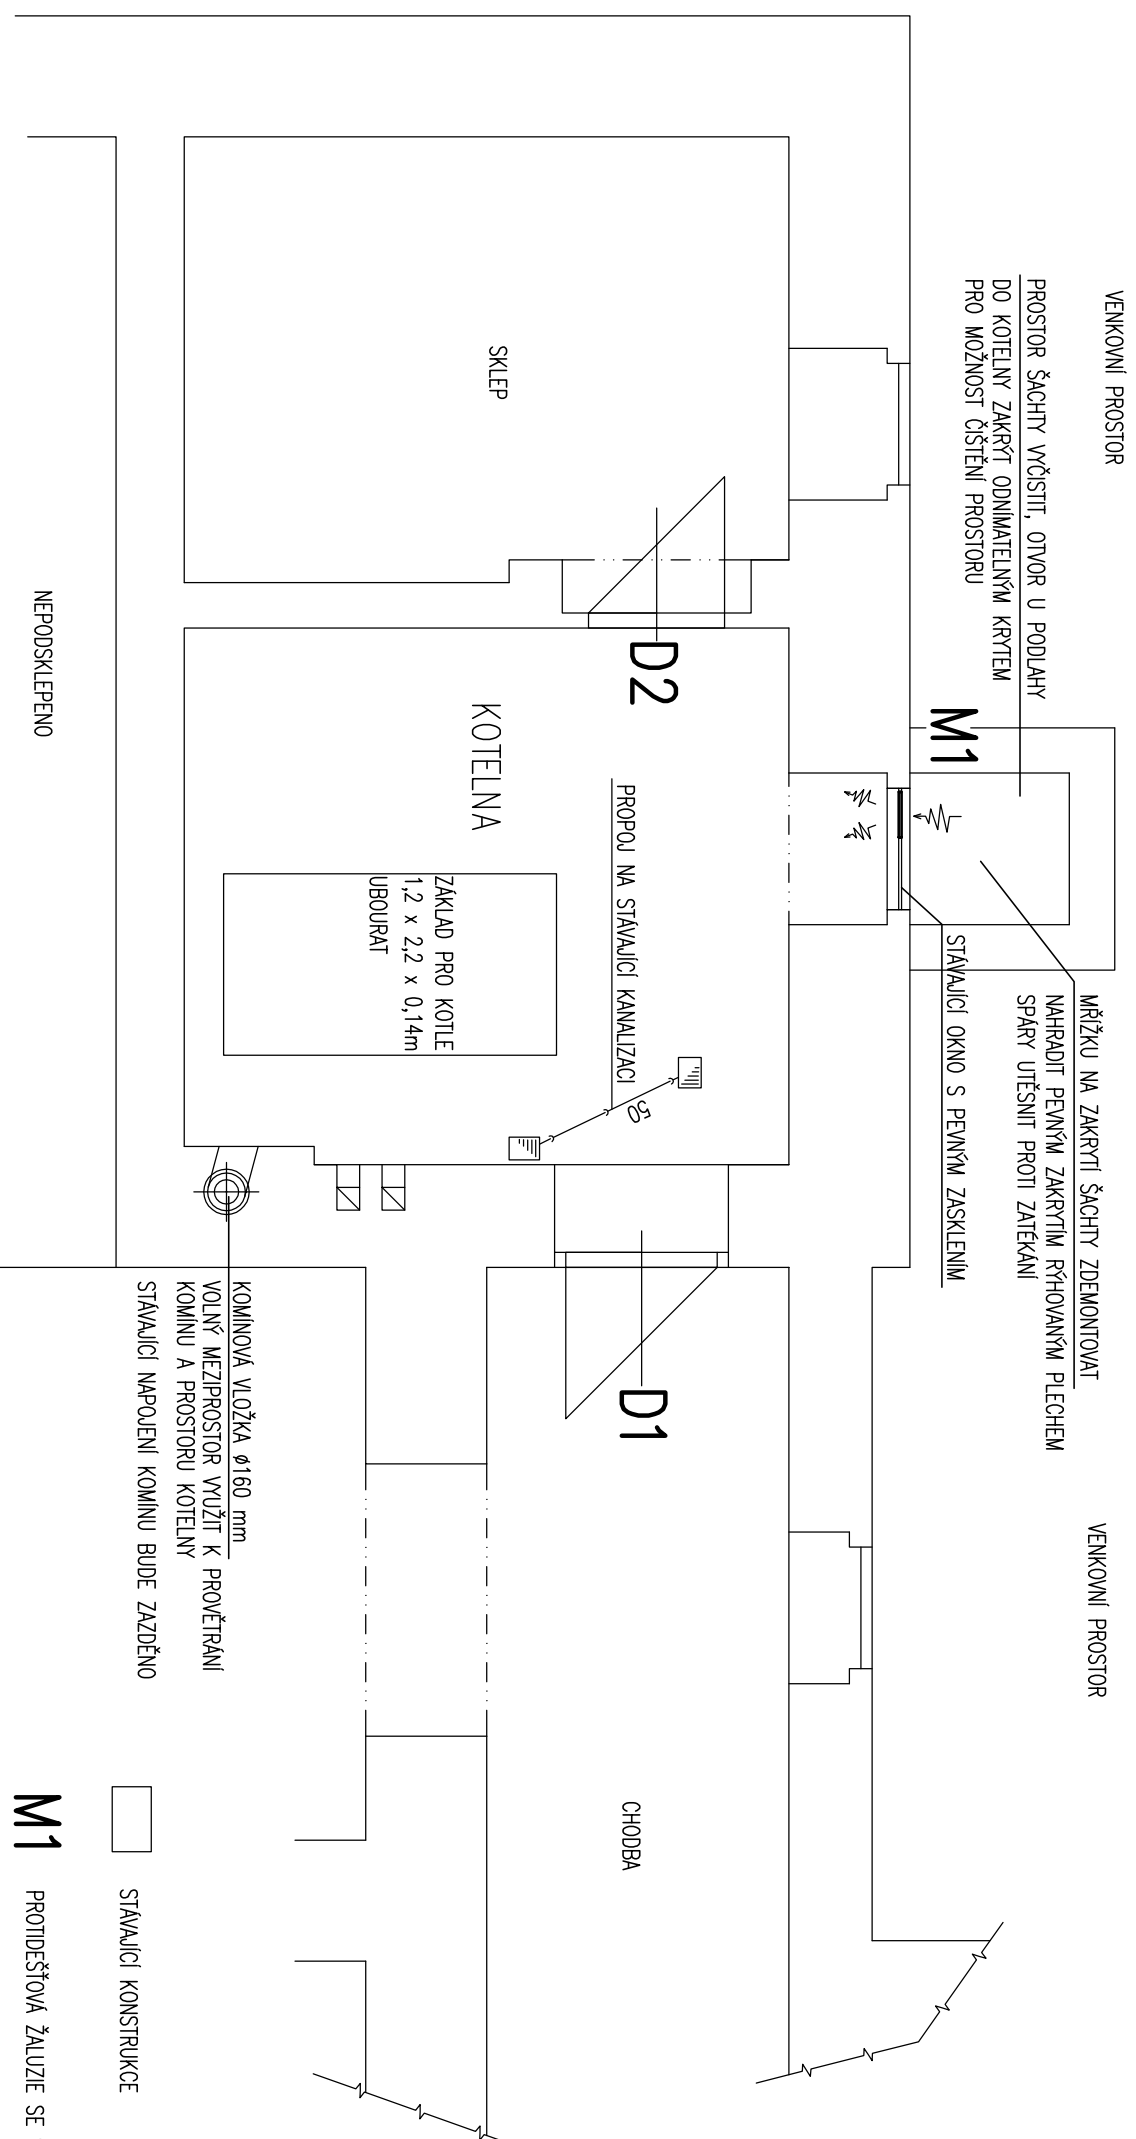 VENKOVNÍ PROSTOR
PROSTOR ŠACHTY VYČISTIT, OTVOR U PODLAHY
DO KOTELNY ZAKRÝT ODNÍMATELNÝM KRYTEM
PRO MOŽNOST ČIŠTĚNÍ PROSTORU
M1
MŘÍŽKU NA ZAKRYTÍ ŠACHTY ZDEMONTOVAT
NAHRADIT PEVNÝM ZAKRYTÍM RÝHOVANÝM PLECHEM
SPÁRY UTĚSNIT PROTI ZATÉKÁNÍ
STÁVAJÍCÍ OKNO S PEVNÝM ZASKLENÍM
VENKOVNÍ PROSTOR
SKLEP
D2
KOTELNA
PROPOJ NA STÁVAJÍCÍ KANALIZACI
50
ZÁKLAD PRO KOTLE
1,2 x 2,2 x 0,14m
UBOURAT
D1
CHODBA
NEPODSKLEPENO
KOMÍNOVÁ VLOŽKA ø160 mm
VOLNÝ MEZIPROSTOR VYUŽIT K PROVĚTRÁNÍ
KOMÍNU A PROSTORU KOTELNY
STÁVAJÍCÍ NAPOJENÍ KOMÍNU BUDE ZAZDĚNO
STÁVAJÍCÍ KONSTRUKCE
M1 PROTIDEŠŤOVÁ ŽALUZIE SE